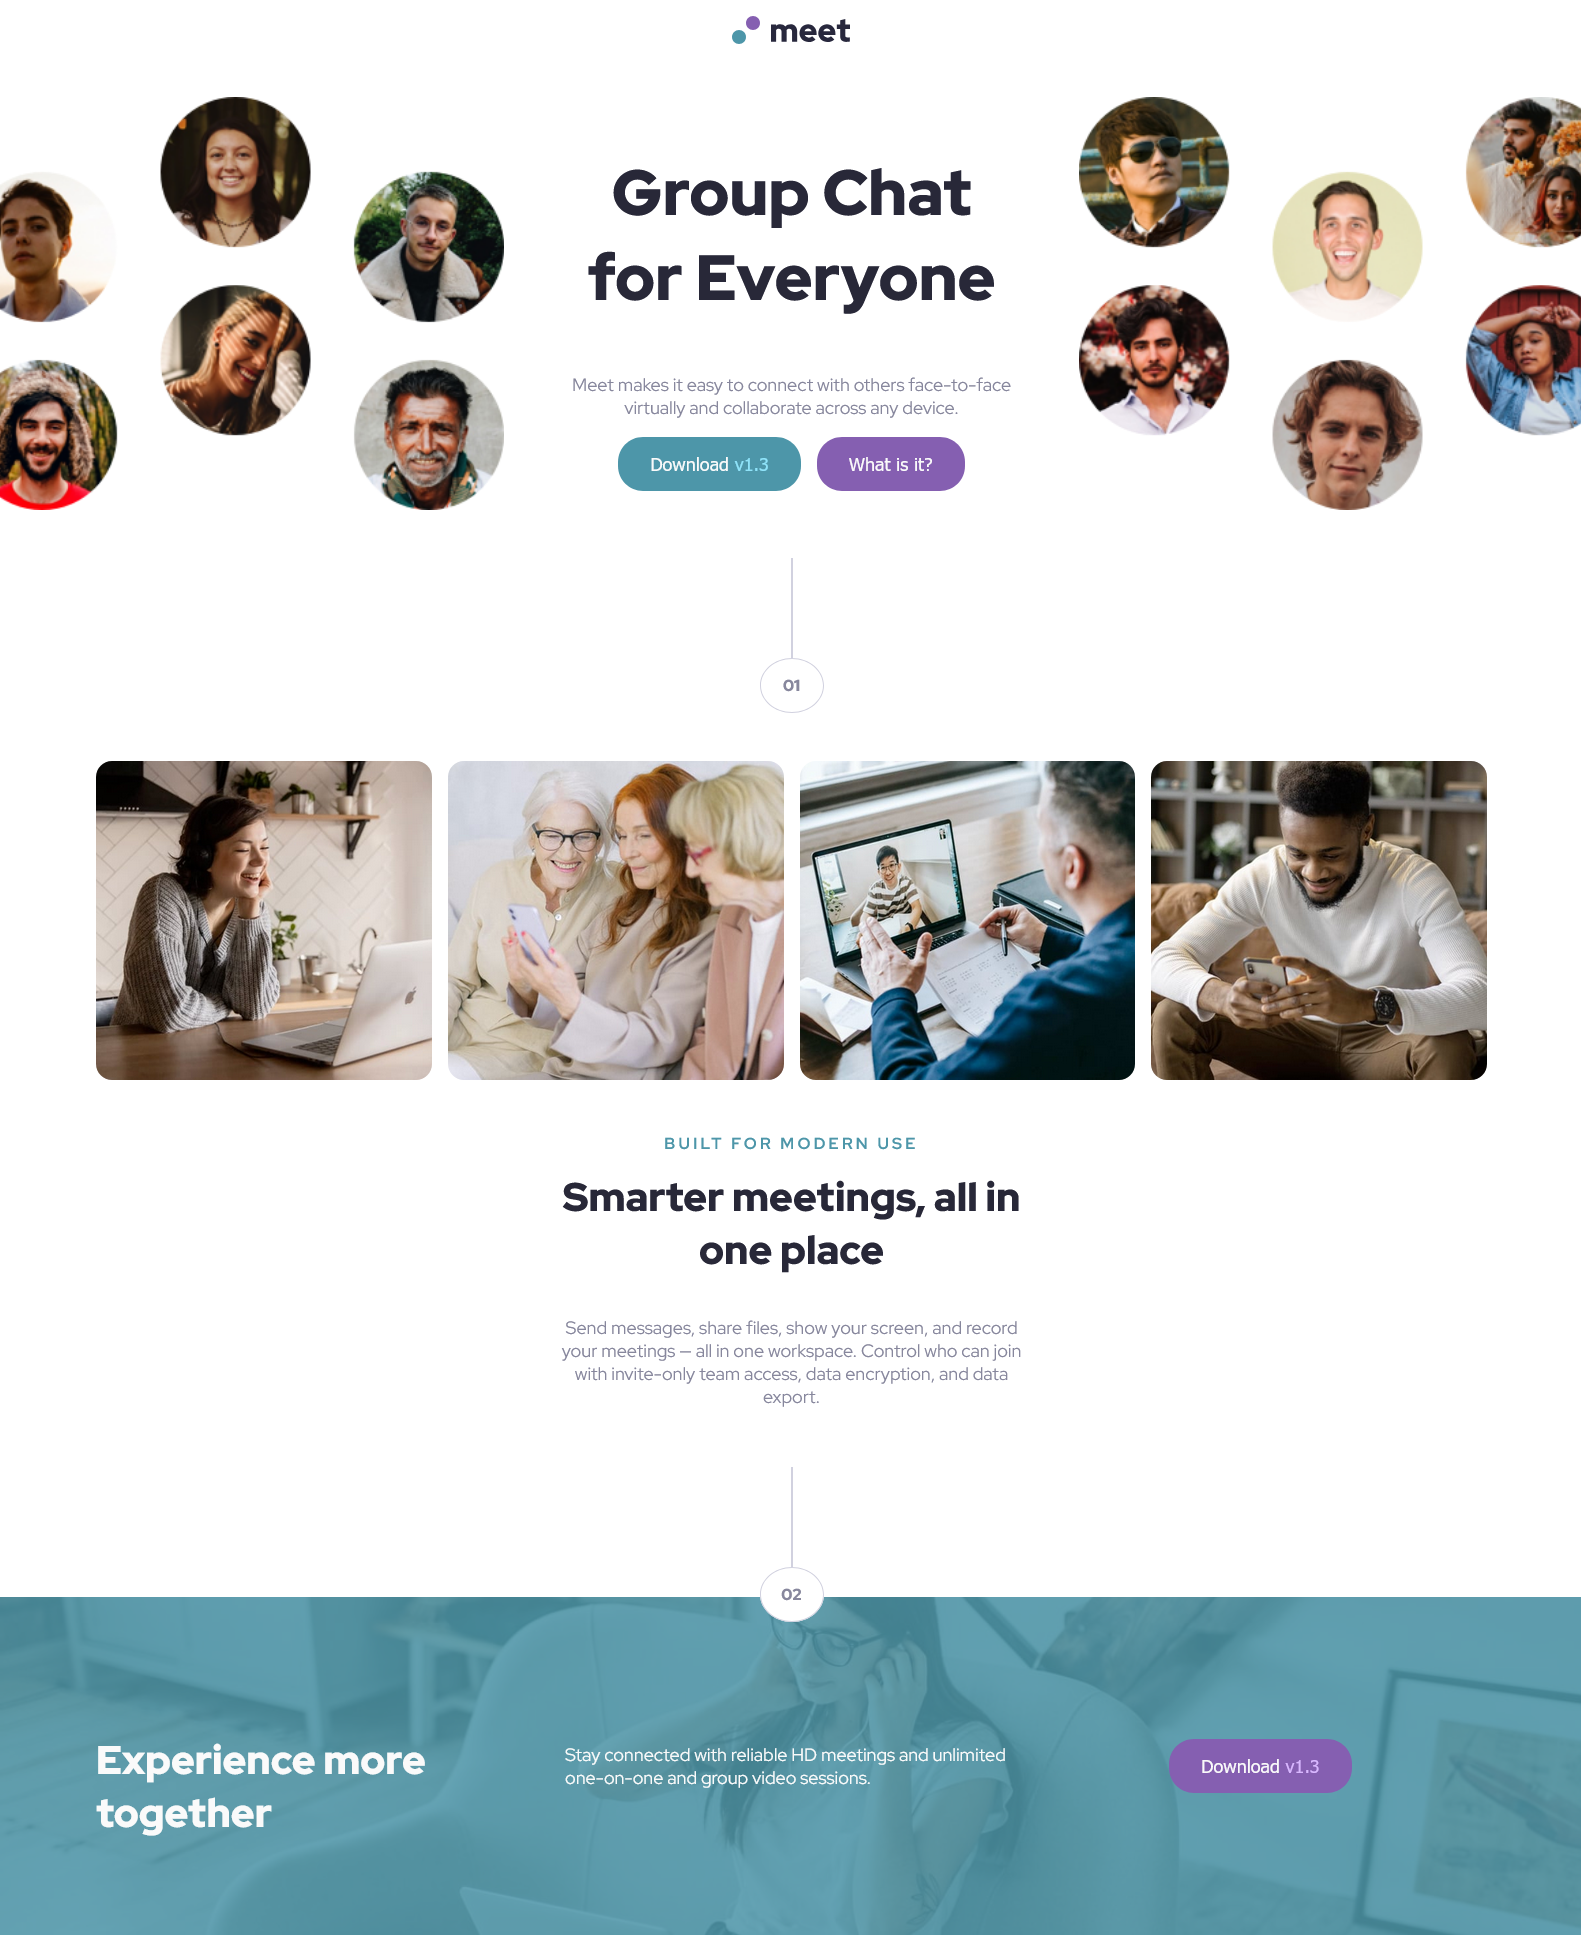 meet
Group Chat
for Everyone
Meet makes it easy to connect with others face-to-face
virtually and collaborate across any device.
Download v1.3
What is it?
01
BUILT FOR MODERN USE
Smarter meetings, all in
one place
Send messages, share files, show your screen, and record
your meetings — all in one workspace. Control who can join
with invite-only team access, data encryption, and data
export.
02
Experience more
together
Stay connected with reliable HD meetings and unlimited
one-on-one and group video sessions.
Download v1.3